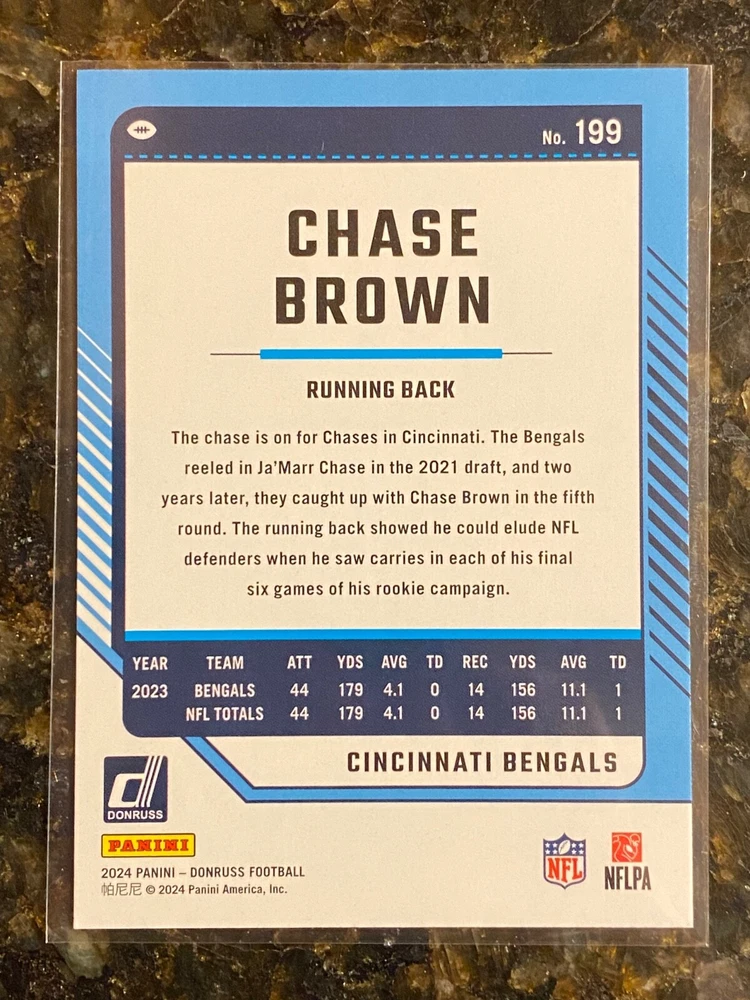 No. 199
CHASE
BROWN
RUNNING BACK
The chase is on for Chases in Cincinnati. The Bengals
reeled in Ja'Marr Chase in the 2021 draft, and two
years later, they caught up with Chase Brown in the fifth
round. The running back showed he could elude NFL
defenders when he saw carries in each of his final
six games of his rookie campaign.
YEAR TEAM ATT YDS AVG TD REC YDS AVG TD
2023 BENGALS 44 179 4.1 0 14 156 11.1 1
NFL TOTALS 44 179 4.1 0 14 156 11.1 1
CINCINNATI BENGALS
DONRUSS
PANINI
NFL
NFLPA
2024 PANINI – DONRUSS FOOTBALL
帕尼尼 © 2024 Panini America, Inc.